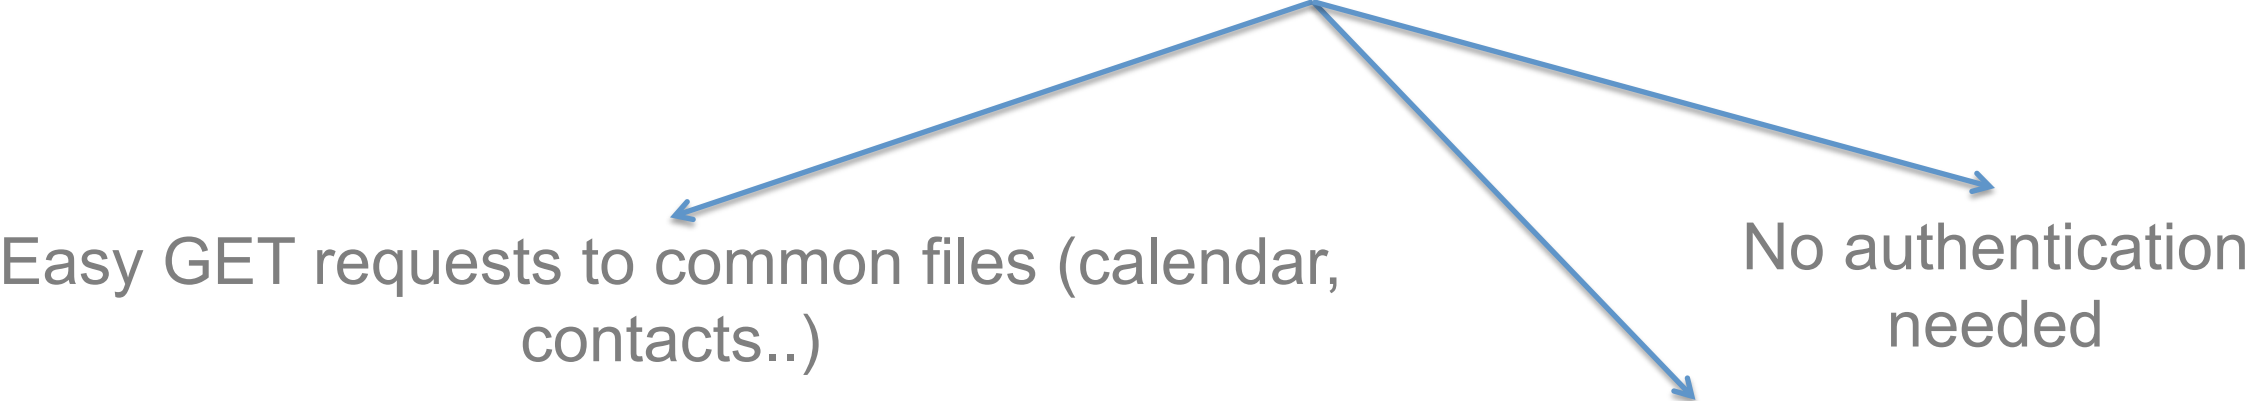 Easy GET requests to common files (calendar,
contacts..)
No authentication
needed